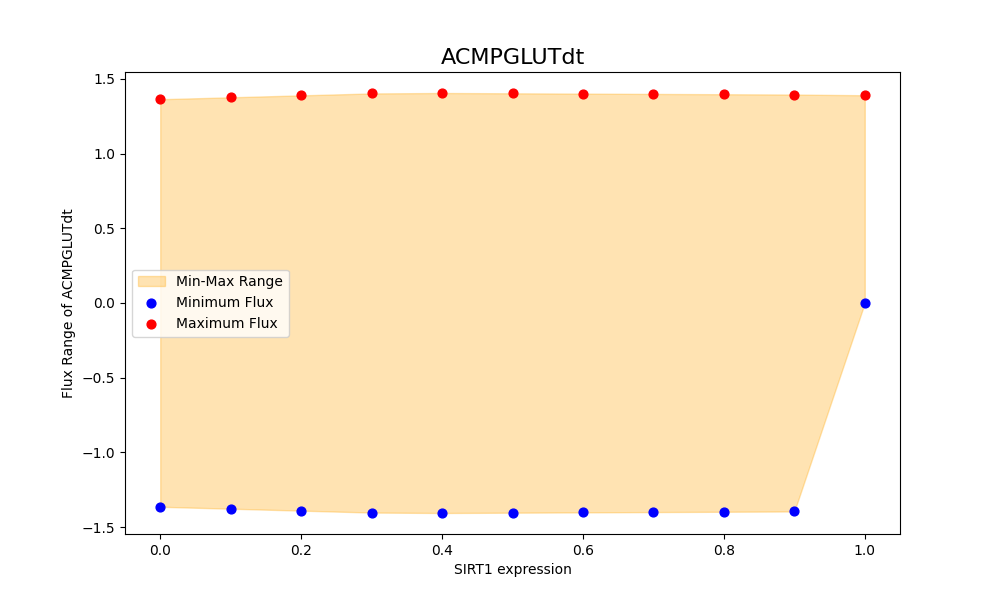 ACMPGLUTdt
Flux Range of ACMPGLUTdt
1.5
1.0
0.5
0.0
−0.5
−1.0
−1.5
Min-Max Range
Minimum Flux
Maximum Flux
0.0 0.2 0.4 0.6 0.8 1.0
SIRT1 expression